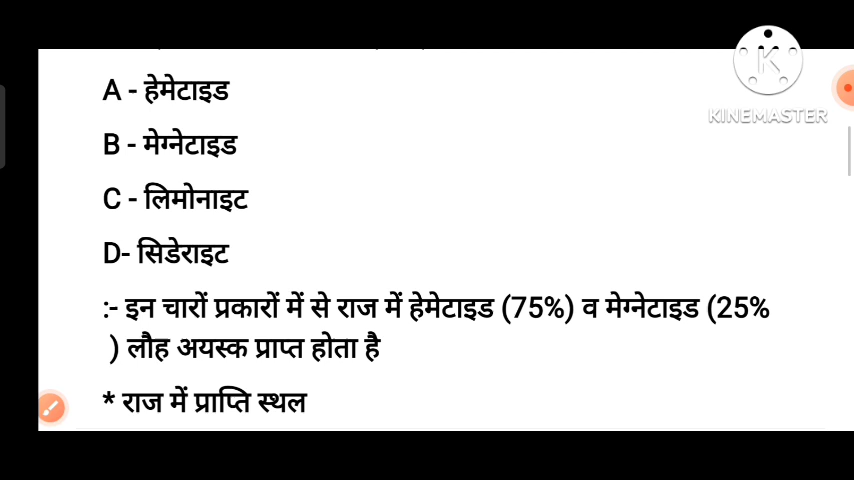 KINEMASTER
A - हेमेटाइड
B - मेग्नेटाइड
C - लिमोनाइट
D- सिडेराइट
:- इन चारों प्रकारों में से राज में हेमेटाइड (75%) व मेग्नेटाइड (25%
) लौह अयस्क प्राप्त होता है
* राज में प्राप्ति स्थल